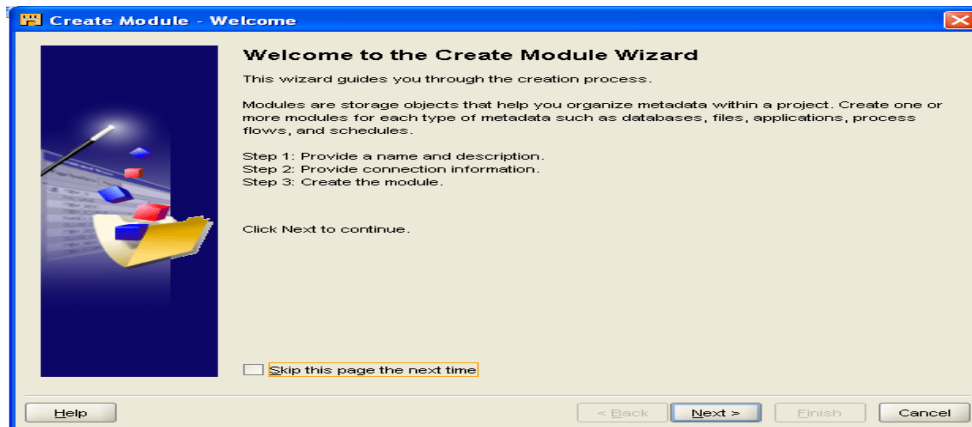 Create Module - Welcome
Welcome to the Create Module Wizard
This wizard guides you through the creation process.
Modules are storage objects that help you organize metadata within a project. Create one or
more modules for each type of metadata such as databases, files, applications, process
flows, and schedules.
Step 1: Provide a name and description.
Step 2: Provide connection information.
Step 3: Create the module.
Click Next to continue.
Skip this page the next time
Help
< Back
Next >
Finish
Cancel